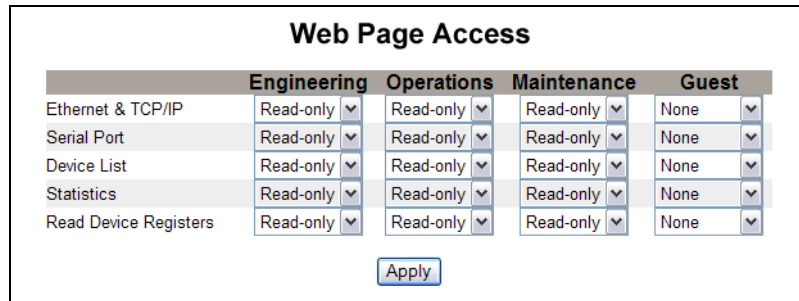 Web Page Access
Engineering Operations Maintenance Guest
Ethernet & TCP/IP Read-only Read-only Read-only None
Serial Port Read-only Read-only Read-only None
Device List Read-only Read-only Read-only None
Statistics Read-only Read-only Read-only None
Read Device Registers Read-only Read-only Read-only None
Apply